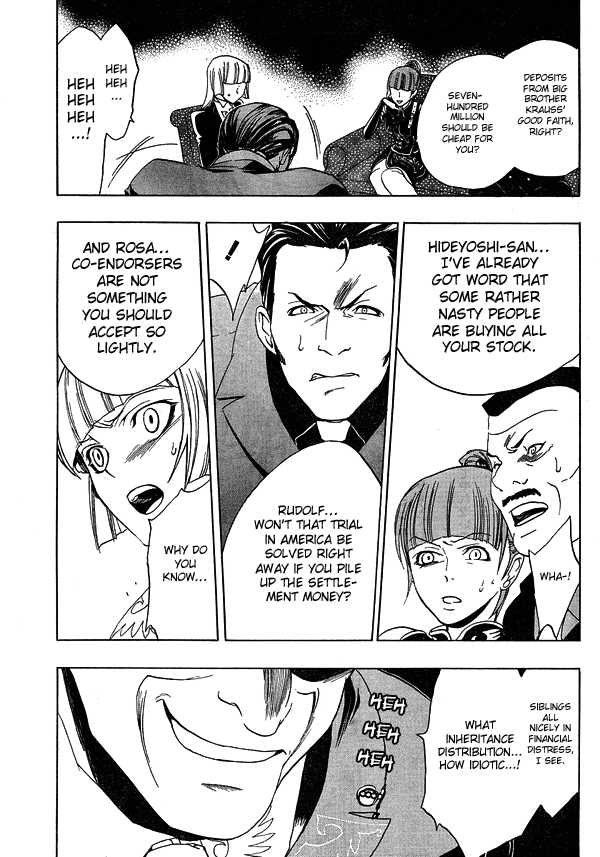 DEPOSITS
FROM BIG
BROTHER
KRAUSS'
GOOD FAITH,
RIGHT?
SEVEN-
HUNDRED
MILLION
SHOULD BE
CHEAP FOR
YOU?
HEH
HEH
...
HEH
HEH
HEH
...!
HIDEYOSHI-SAN...
I'VE ALREADY
GOT WORD THAT
SOME RATHER
NASTY PEOPLE
ARE BUYING ALL
YOUR STOCK.
WHA-!
!
RUDOLF...
WON'T THAT TRIAL
IN AMERICA BE
SOLVED RIGHT
AWAY IF YOU PILE
UP THE SETTLE-
MENT MONEY?
AND ROSA...
CO-ENDORSERS
ARE NOT
SOMETHING
YOU SHOULD
ACCEPT SO
LIGHTLY.
WHY DO
YOU
KNOW...
SIBLINGS
ALL
NICELY IN
FINANCIAL
DISTRESS,
I SEE.
WHAT
INHERITANCE
DISTRIBUTION...
HOW IDIOTIC...!
HEH
HEH
HEH